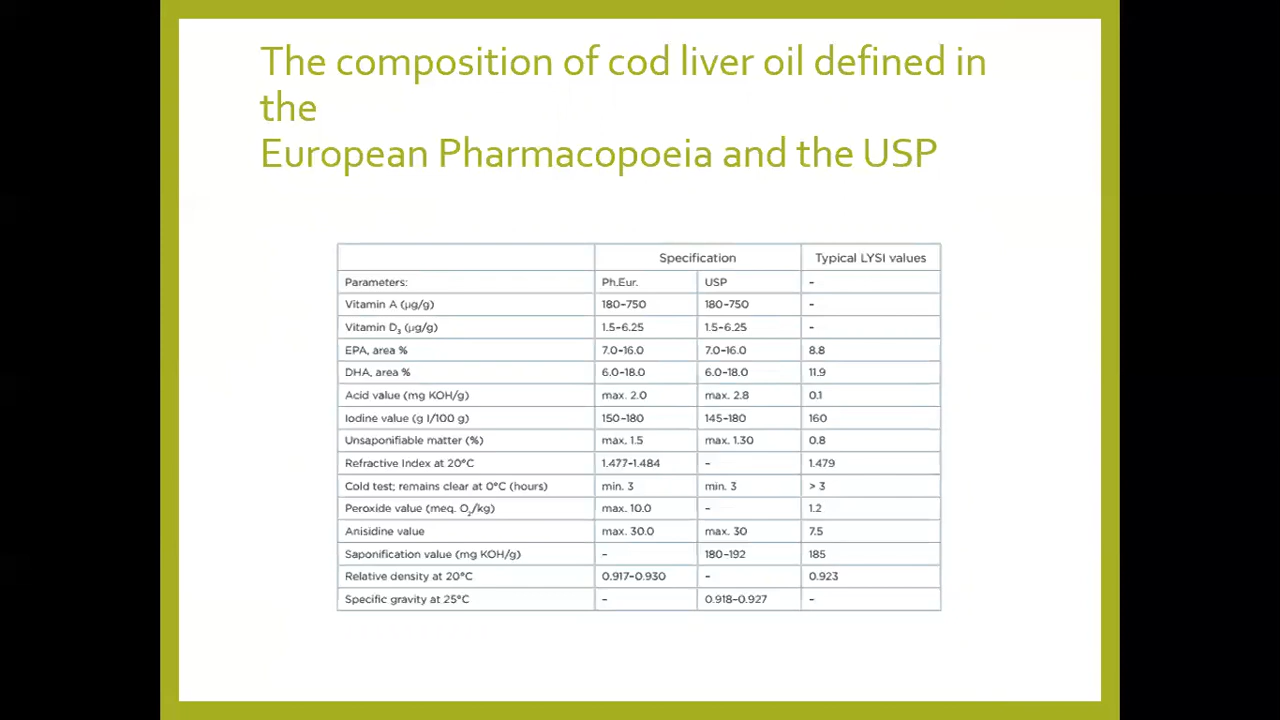 The composition of cod liver oil defined in
the
European Pharmacopoeia and the USP
Specification Typical LYSI values
Parameters: Ph.Eur. USP -
Vitamin A (µg/g) 180–750 180–750 -
Vitamin D₃ (µg/g) 1.5–6.25 1.5–6.25 -
EPA, area % 7.0–16.0 7.0–16.0 8.8
DHA, area % 6.0–18.0 6.0–18.0 11.9
Acid value (mg KOH/g) max. 2.0 max. 2.8 0.1
Iodine value (g I/100 g) 150–180 145–180 160
Unsaponifiable matter (%) max. 1.5 max. 1.30 0.8
Refractive Index at 20°C 1.477-1.484 - 1.479
Cold test; remains clear at 0°C (hours) min. 3 min. 3 > 3
Peroxide value (meq. O₂/kg) max. 10.0 - 1.2
Anisidine value max. 30.0 max. 30 7.5
Saponification value (mg KOH/g) - 180–192 185
Relative density at 20°C 0.917–0.930 - 0.923
Specific gravity at 25°C - 0.918–0.927 -